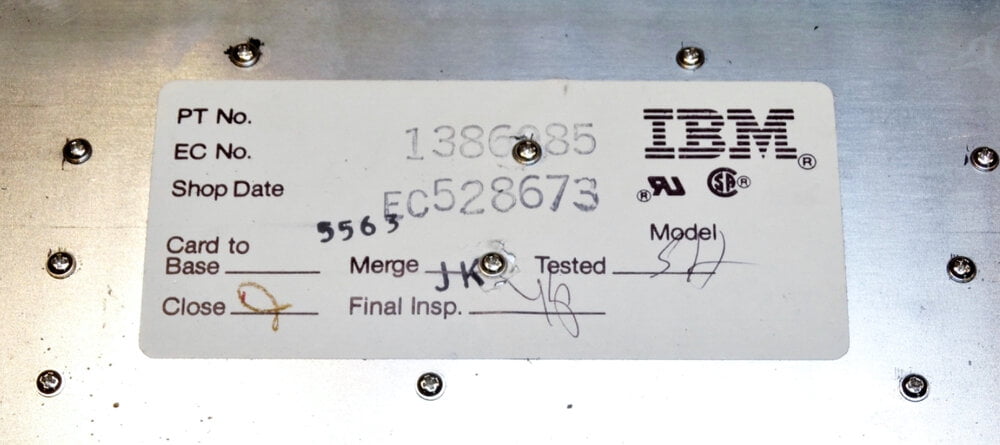 PT No.
IBM®
EC No.
Shop Date
EC528673
5563
Model
Card to
Base
Merge JK
Tested SH
Close
Final Insp.